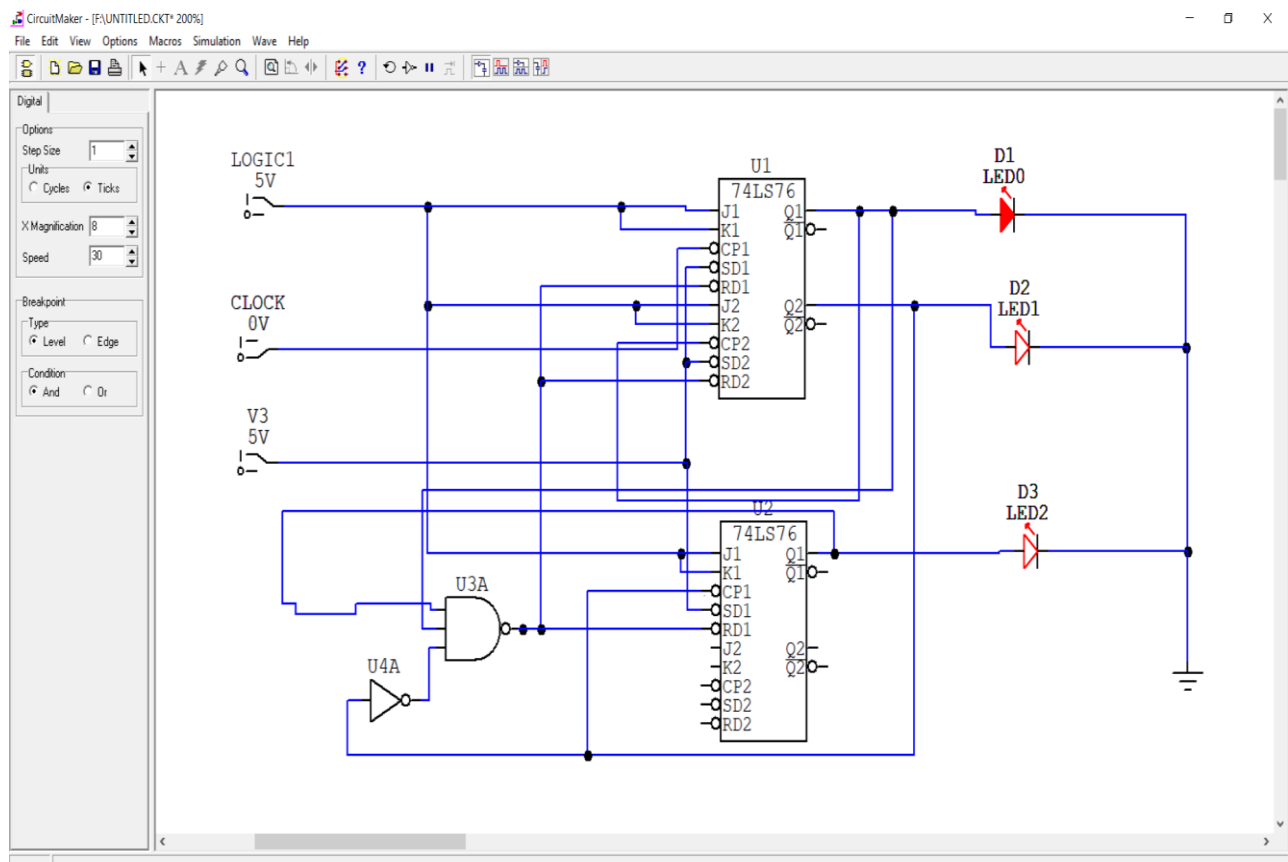 CircuitMaker - [F:\UNTITLED.CKT* 200%]
File Edit View Options Macros Simulation Wave Help
Digital
Options
Step Size 1
Units
Cycles Ticks
X Magnification 8
Speed 30
Breakpoint
Type
Level Edge
Condition
And Or
LOGIC1
5V
CLOCK
0V
V3
5V
U1
74LS76
J1 Q1
K1 Q1
CP1
SD1
RD1
J2 Q2
K2 Q2
CP2
SD2
RD2
D1
LED0
D2
LED1
D3
LED2
U2
74LS76
J1 Q1
K1 Q1
CP1
SD1
RD1
J2 Q2
K2 Q2
CP2
SD2
RD2
U3A
U4A